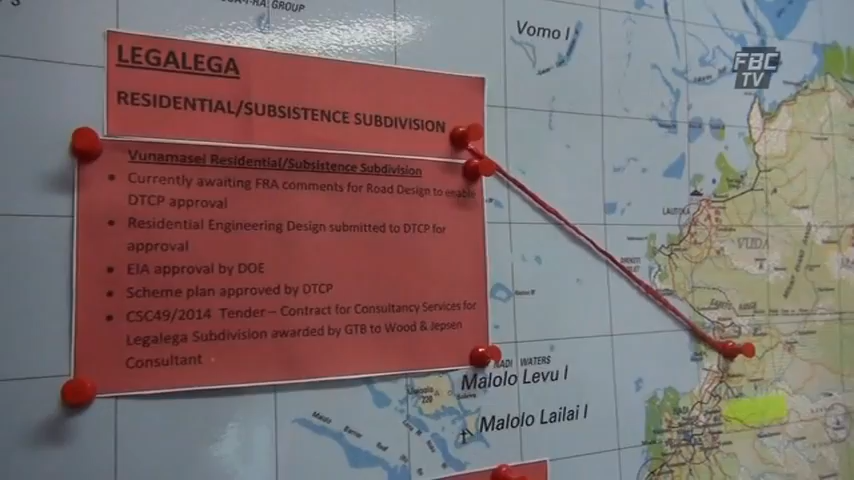 GROUP
Vomo I
FBC
TV
LEGALEGA
RESIDENTIAL/SUBSISTENCE SUBDIVISION
Vunamasei Residential/Subsistence Subdivision
• Currently awaiting FRA comments for Road Design to enable
DTCP approval
• Residential Engineering Design submitted to DTCP for
approval
• EIA approval by DOE
• Scheme plan approved by DTCP
• CSC49/2014 Tender – Contract for Consultancy Services for
Legalega Subdivision awarded by GTB to Wood & Jepsen
Consultant
LAUTOKA
VUDA
NADI WATERS
Malolo Levu I
Malolo Lailai I
NADI